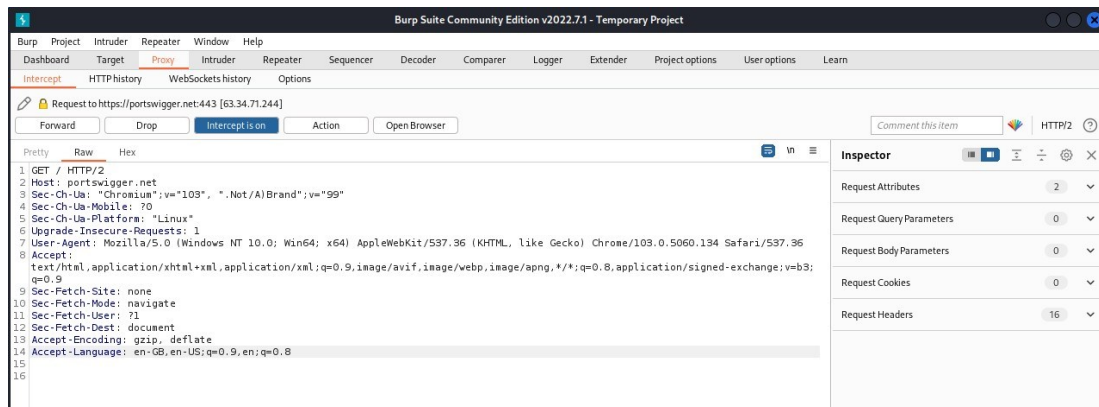 Burp Suite Community Edition v2022.7.1 - Temporary Project
Burp Project Intruder Repeater Window Help
Dashboard Target Proxy Intruder Repeater Sequencer Decoder Comparer Logger Extender Project options User options Learn
Intercept HTTP history WebSockets history Options
Request to https://portswigger.net:443 [63.34.71.244]
Forward Drop Intercept is on Action Open Browser Comment this item HTTP/2 ?
Pretty Raw Hex \n
Inspector
1 GET / HTTP/2
2 Host: portswigger.net
3 Sec-Ch-Ua: "Chromium";v="103", ".Not/A)Brand";v="99"
4 Sec-Ch-Ua-Mobile: ?0
5 Sec-Ch-Ua-Platform: "Linux"
6 Upgrade-Insecure-Requests: 1
7 User-Agent: Mozilla/5.0 (Windows NT 10.0; Win64; x64) AppleWebKit/537.36 (KHTML, like Gecko) Chrome/103.0.5060.134 Safari/537.36
8 Accept:
text/html,application/xhtml+xml,application/xml;q=0.9,image/avif,image/webp,image/apng,*/*;q=0.8,application/signed-exchange;v=b3;
q=0.9
9 Sec-Fetch-Site: none
10 Sec-Fetch-Mode: navigate
11 Sec-Fetch-User: ?1
12 Sec-Fetch-Dest: document
13 Accept-Encoding: gzip, deflate
14 Accept-Language: en-GB,en-US;q=0.9,en;q=0.8
15
16
Request Attributes 2
Request Query Parameters 0
Request Body Parameters 0
Request Cookies 0
Request Headers 16